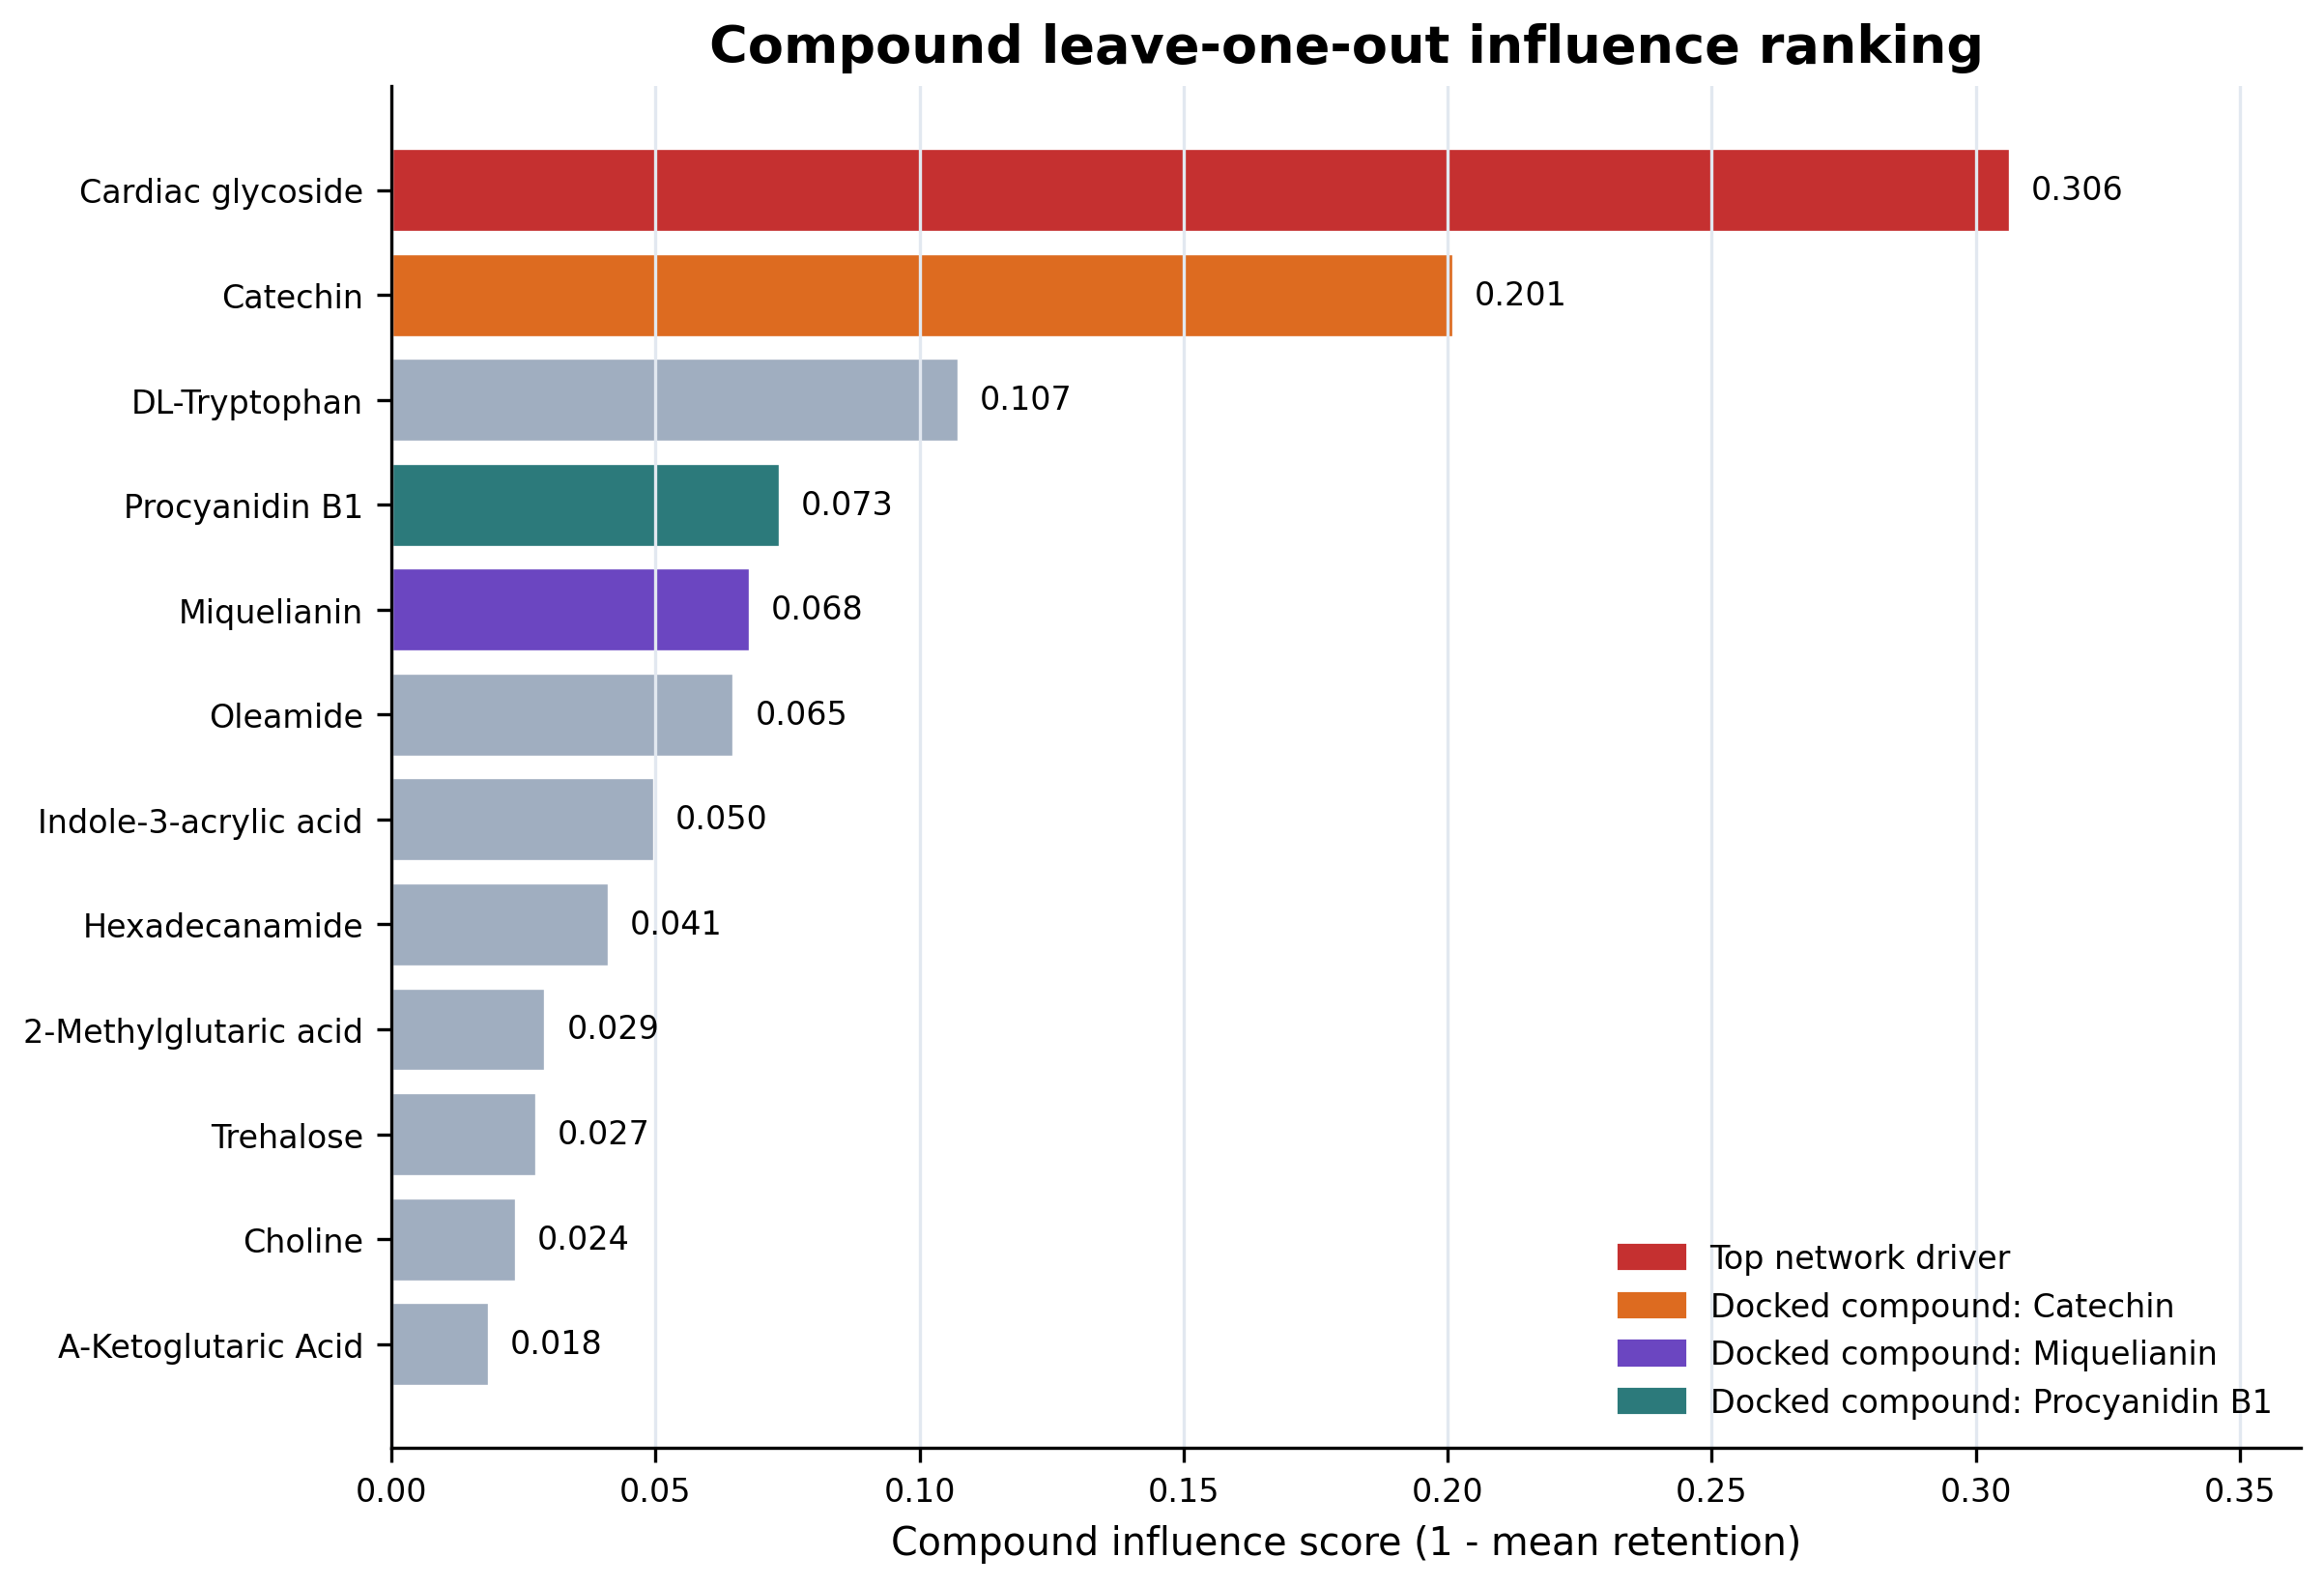 Compound leave-one-out influence ranking
Cardiac glycoside 0.306
Catechin 0.201
DL-Tryptophan 0.107
Procyanidin B1 0.073
Miquelianin 0.068
Oleamide 0.065
Indole-3-acrylic acid 0.050
Hexadecanamide 0.041
2-Methylglutaric acid 0.029
Trehalose 0.027
Choline 0.024
A-Ketoglutaric Acid 0.018
Top network driver
Docked compound: Catechin
Docked compound: Miquelianin
Docked compound: Procyanidin B1
0.00 0.05 0.10 0.15 0.20 0.25 0.30 0.35
Compound influence score (1 - mean retention)